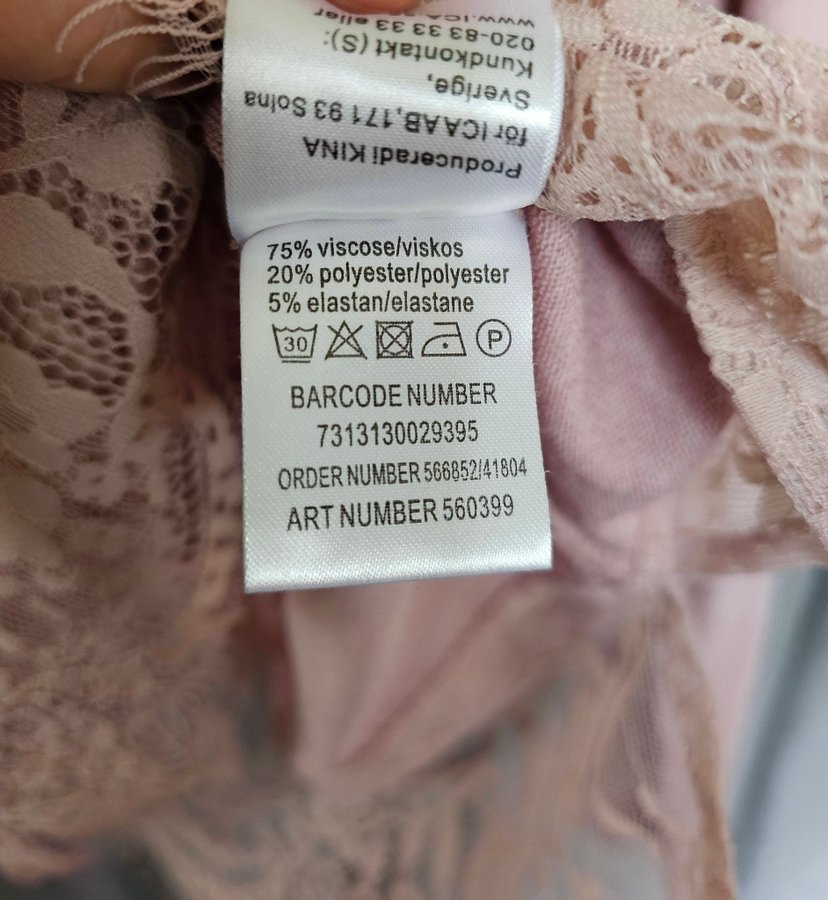 Produceradi KINA
för ICA AB,171 93 Solna
Sverige,
Kundkontakt (S):
020-83 33 33 eller
75% viscose/viskos
20% polyester/polyester
5% elastan/elastane
30 P
BARCODE NUMBER
7313130029395
ORDER NUMBER 566852/41804
ART NUMBER 560399